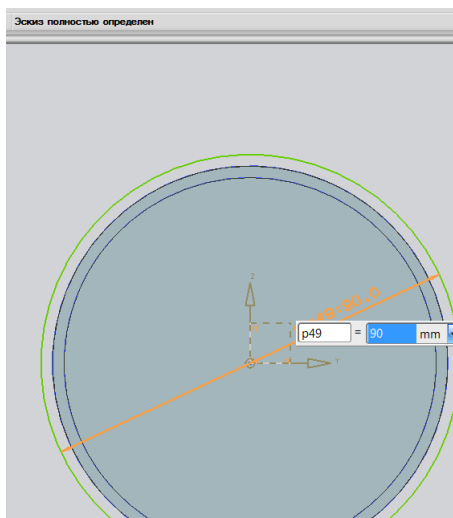 Эскиз полностью определен
Z
p49 = 90 mm
Y